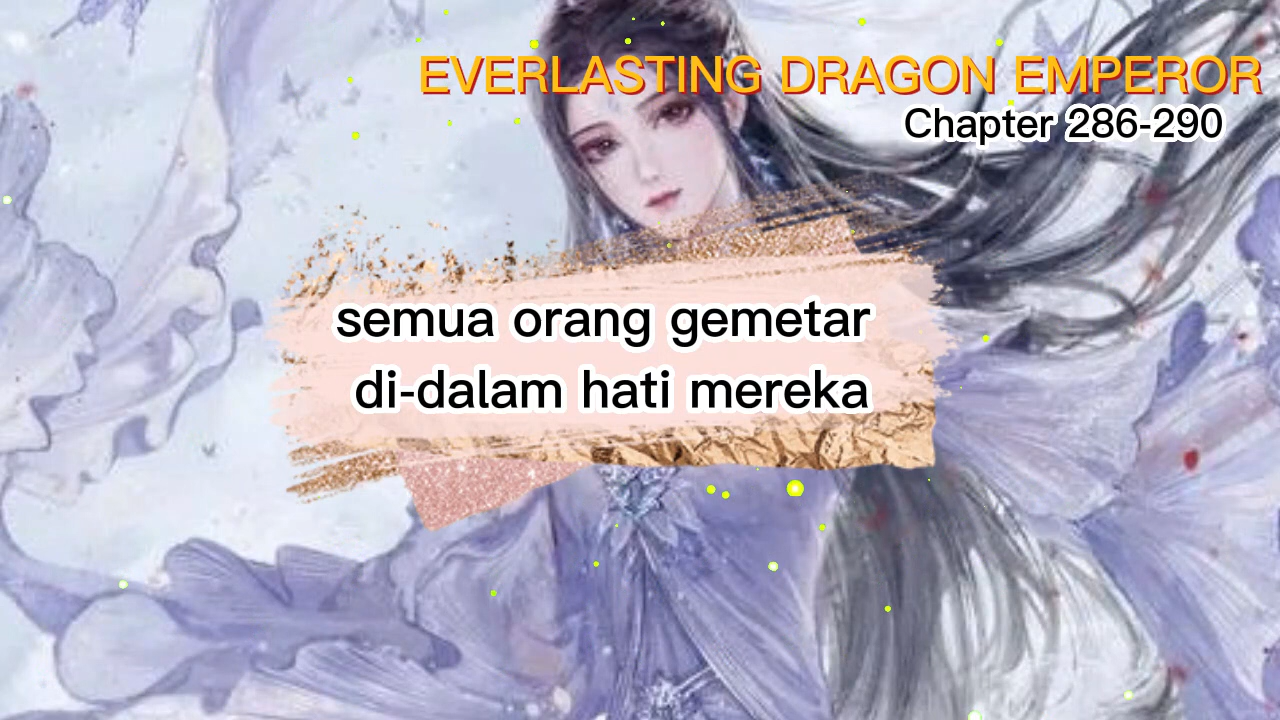 EVERLASTING DRAGON EMPEROR
Chapter 286-290
semua orang gemetar
di-dalam hati mereka